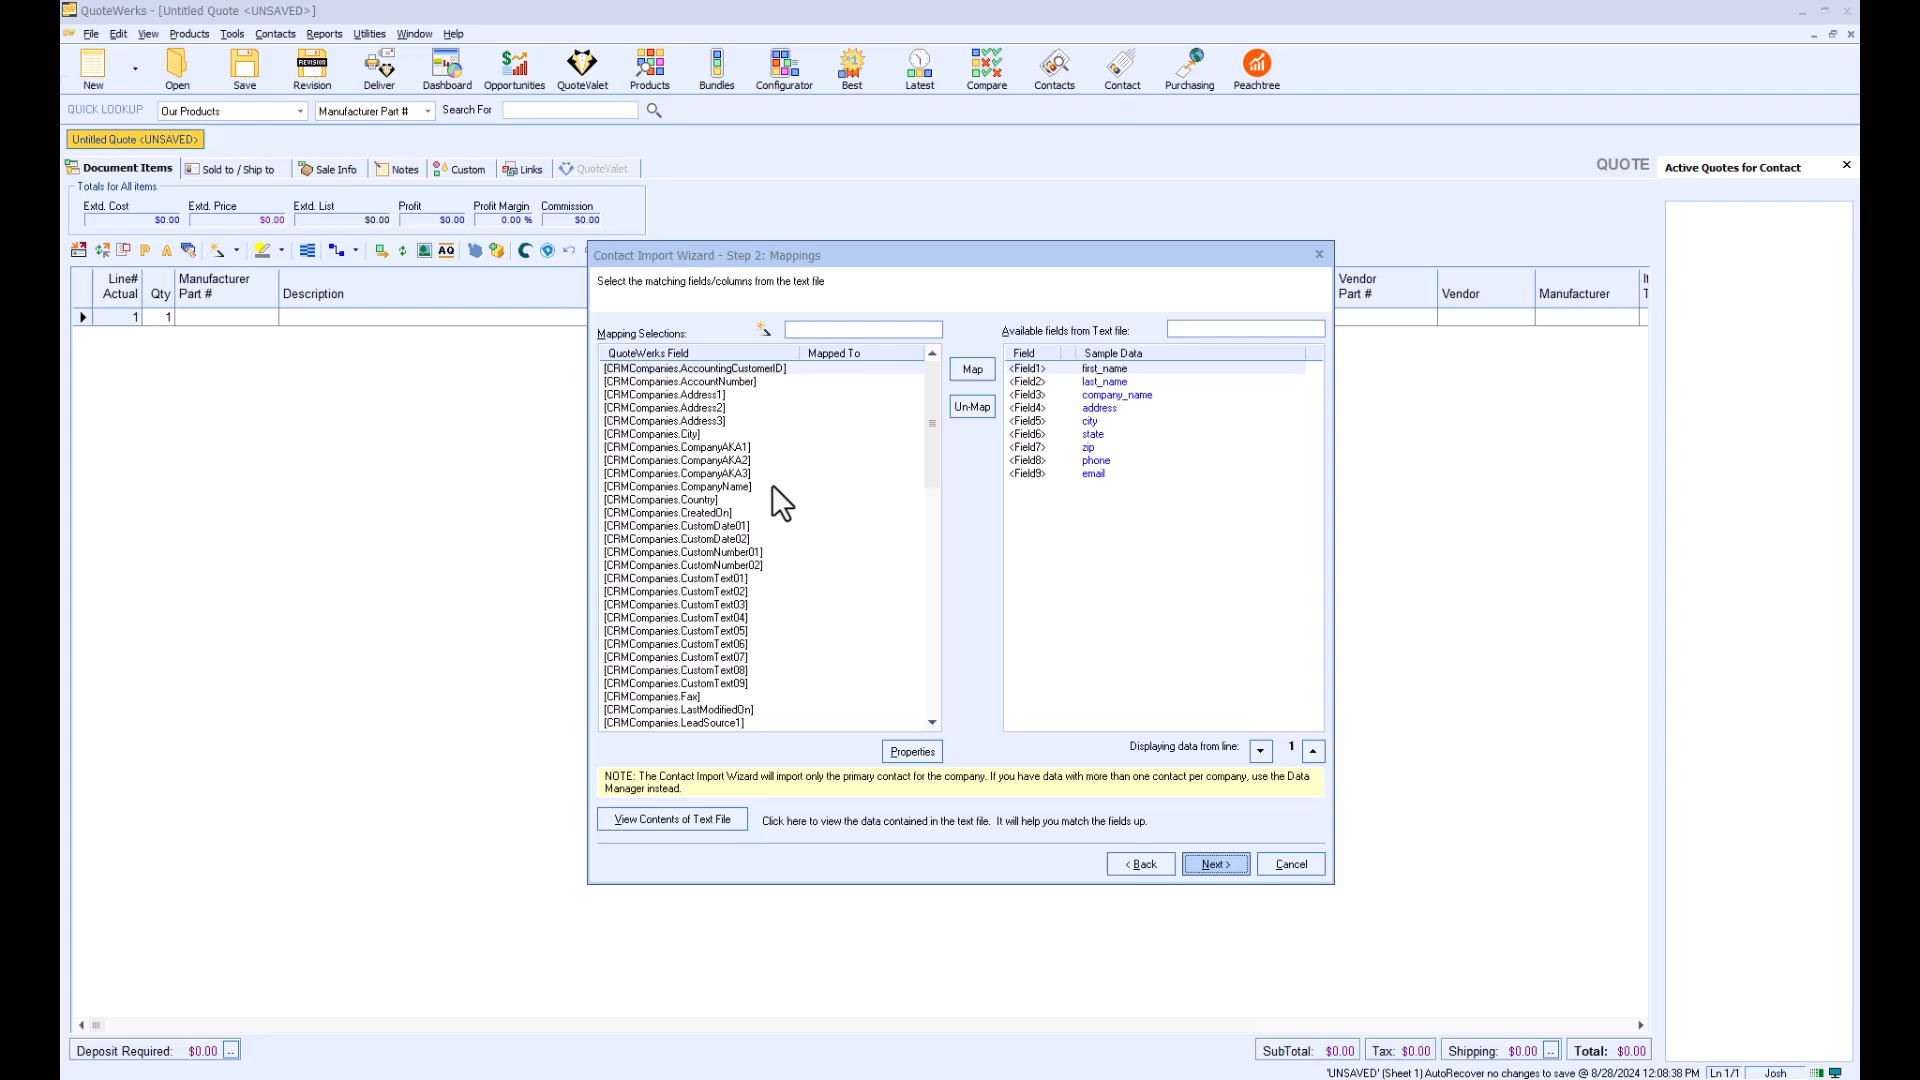 QuoteWerks - [Untitled Quote <UNSAVED>]
File Edit View Products Tools Contacts Reports Utilities Window Help
New Open Save Revision Deliver Dashboard Opportunities QuoteValet Products Bundles Configurator Best Latest Compare Contacts Contact Purchasing Peachtree
QUICK LOOKUP Our Products Manufacturer Part # Search For
Untitled Quote <UNSAVED>
Document Items Sold to / Ship to Sale Info Notes Custom Links QuoteValet QUOTE Active Quotes for Contact
Totals for All items
Extd. Cost Extd. Price Extd. List Profit Profit Margin Commission
$0.00 $0.00 $0.00 $0.00 0.00 % $0.00
Line# Actual Qty Manufacturer Part # Description Vendor Part # Vendor Manufacturer
1 1
Contact Import Wizard - Step 2: Mappings
Select the matching fields/columns from the text file
Mapping Selections:
QuoteWerks Field Mapped To
[CRMCompanies.AccountingCustomerID]
[CRMCompanies.AccountNumber]
[CRMCompanies.Address1]
[CRMCompanies.Address2]
[CRMCompanies.Address3]
[CRMCompanies.City]
[CRMCompanies.CompanyAKA1]
[CRMCompanies.CompanyAKA2]
[CRMCompanies.CompanyAKA3]
[CRMCompanies.CompanyName]
[CRMCompanies.Country]
[CRMCompanies.CreatedOn]
[CRMCompanies.CustomDate01]
[CRMCompanies.CustomDate02]
[CRMCompanies.CustomNumber01]
[CRMCompanies.CustomNumber02]
[CRMCompanies.CustomText01]
[CRMCompanies.CustomText02]
[CRMCompanies.CustomText03]
[CRMCompanies.CustomText04]
[CRMCompanies.CustomText05]
[CRMCompanies.CustomText06]
[CRMCompanies.CustomText07]
[CRMCompanies.CustomText08]
[CRMCompanies.CustomText09]
[CRMCompanies.Fax]
[CRMCompanies.LastModifiedOn]
[CRMCompanies.LeadSource1]
Map
Un-Map
Available fields from Text file:
Field Sample Data
<Field1> first_name
<Field2> last_name
<Field3> company_name
<Field4> address
<Field5> city
<Field6> state
<Field7> zip
<Field8> phone
<Field9> email
Properties
Displaying data from line: 1
NOTE: The Contact Import Wizard will import only the primary contact for the company. If you have data with more than one contact per company, use the Data
Manager instead.
View Contents of Text File Click here to view the data contained in the text file. It will help you match the fields up.
< Back Next > Cancel
Deposit Required: $0.00 .. SubTotal: $0.00 Tax: $0.00 Shipping: $0.00 .. Total: $0.00
'UNSAVED' (Sheet 1) AutoRecover no changes to save @ 8/28/2024 12:08:38 PM Ln 1/1 Josh